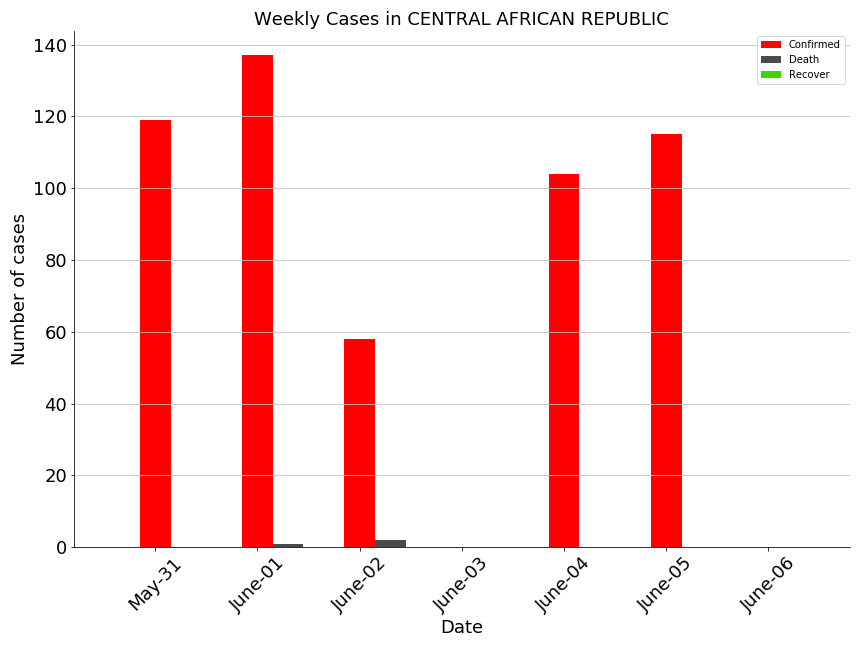 Weekly Cases in CENTRAL AFRICAN REPUBLIC
Confirmed
Death
Recover
Number of cases
140
120
100
80
60
40
20
0
May-31
June-01
June-02
June-03
June-04
June-05
June-06
Date